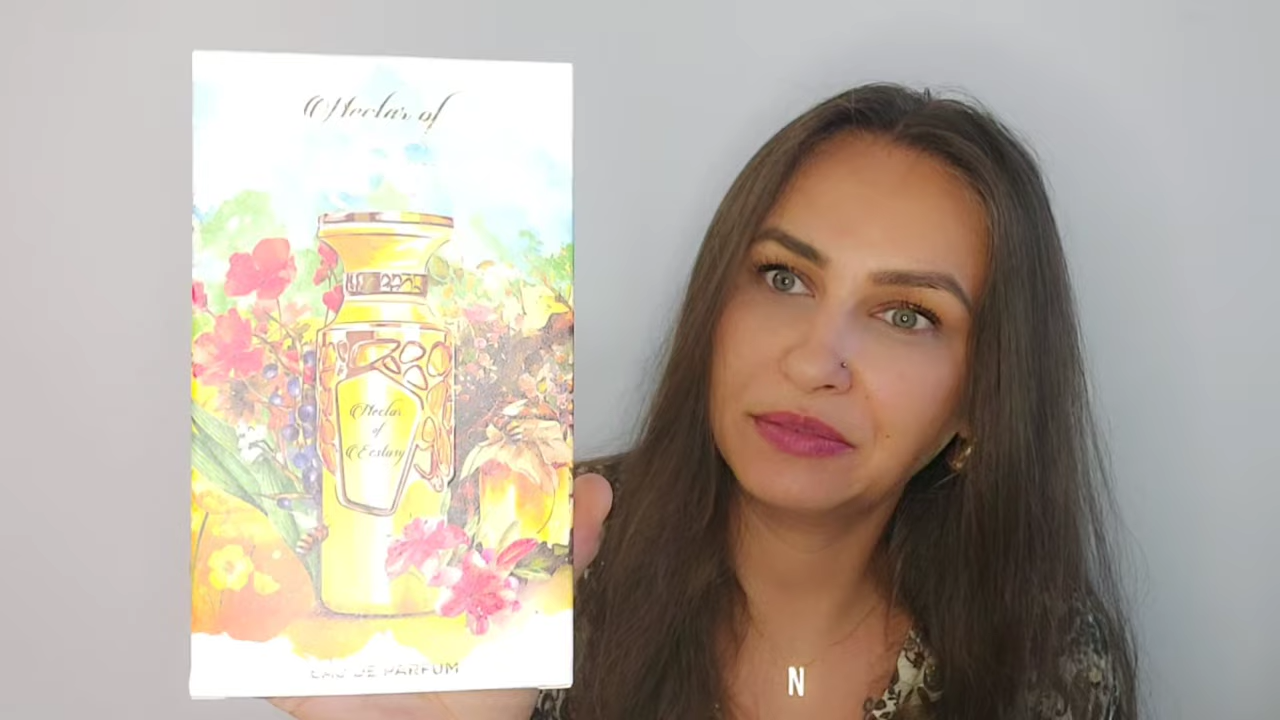 Nectar of
Nectar
of
Ecstasy
EAU DE PARFUM
N